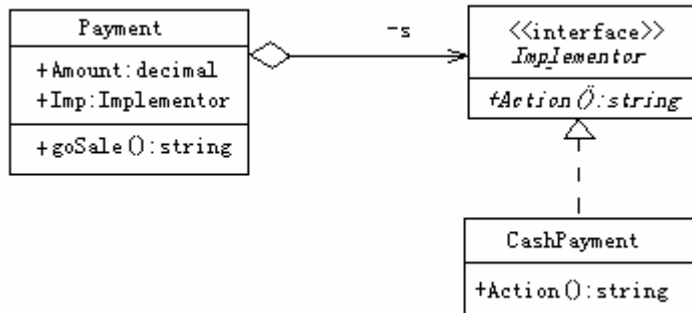 Payment
+Amount:decimal
+Imp:Implementor
+goSale():string
-s
<<interface>>
Implementor
+Action():string
CashPayment
+Action():string